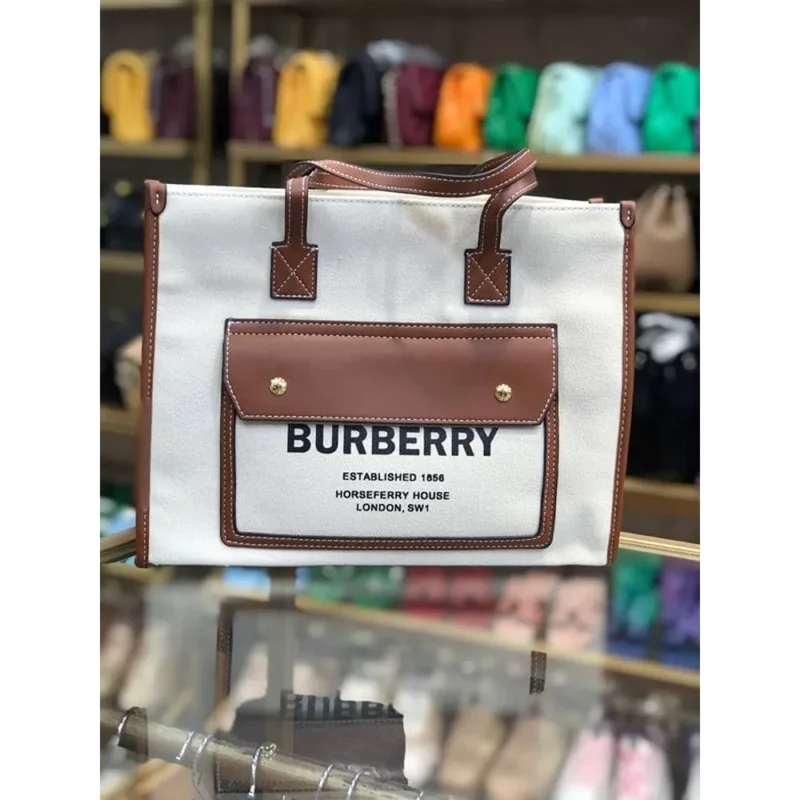 BURBERRY
ESTABLISHED 1856
HORSEFERRY HOUSE
LONDON, SW1